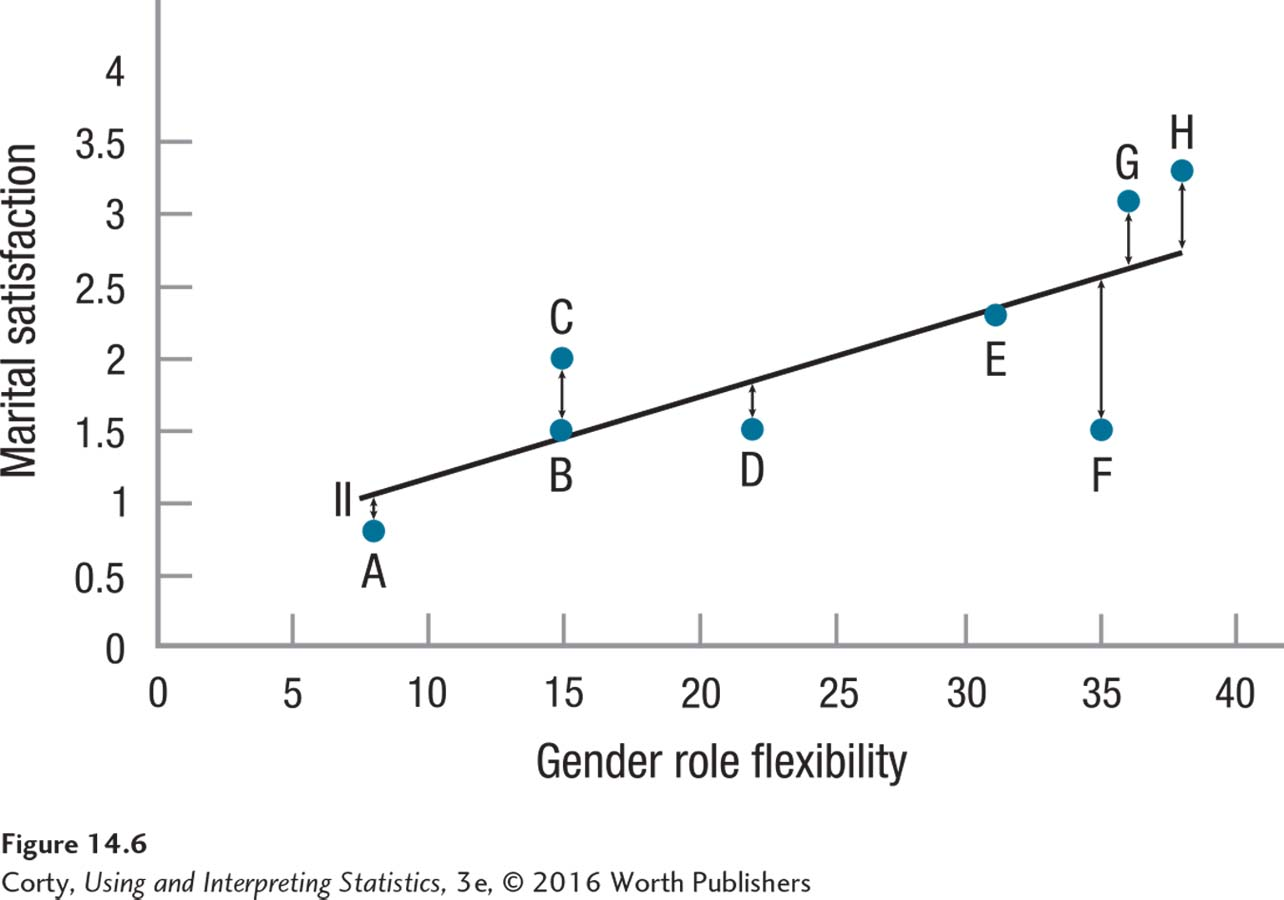 4
3.5
3
2.5
2
1.5
1
0.5
0
Marital satisfaction
II
A
B
C
D
E
F
G
H
0 5 10 15 20 25 30 35 40
Gender role flexibility
Figure 14.6
Corty, Using and Interpreting Statistics, 3e, © 2016 Worth Publishers